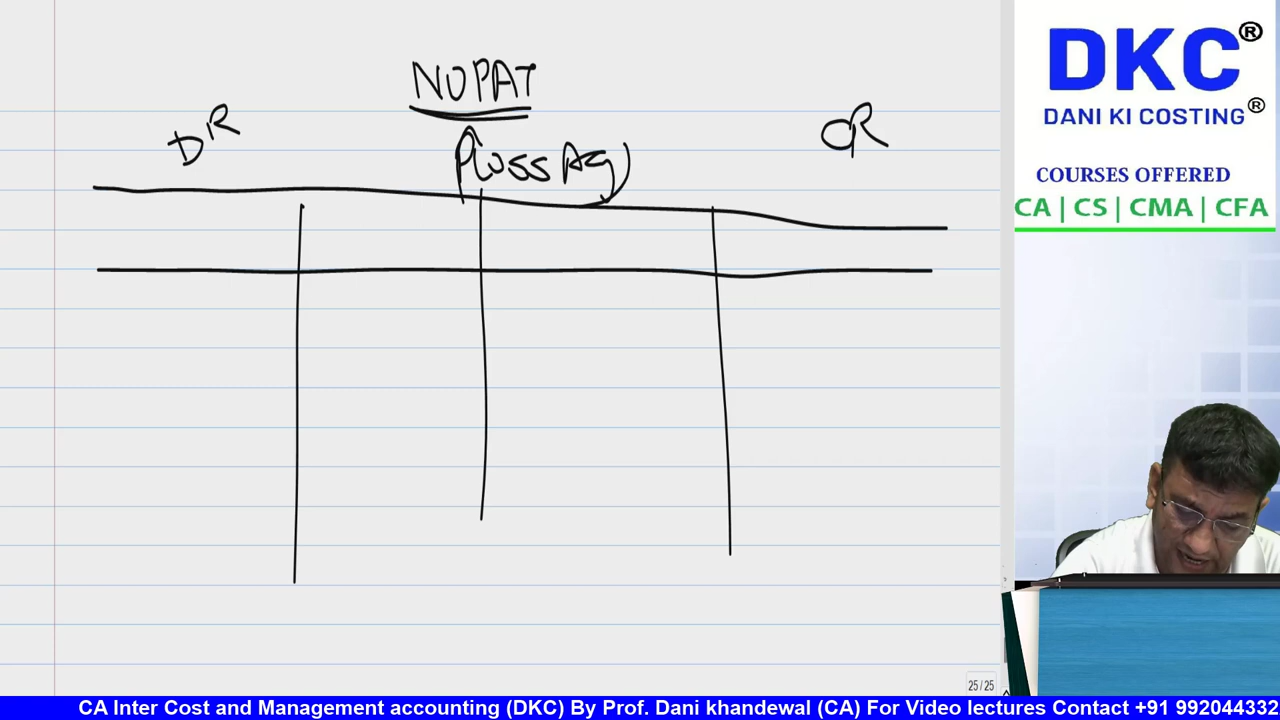 NOPAT
DR
CR
DKC®
DANI KI COSTING®
COURSES OFFERED
CA | CS | CMA | CFA
25 / 25
CA Inter Cost and Management accounting (DKC) By Prof. Dani khandewal (CA) For Video lectures Contact +91 992044332